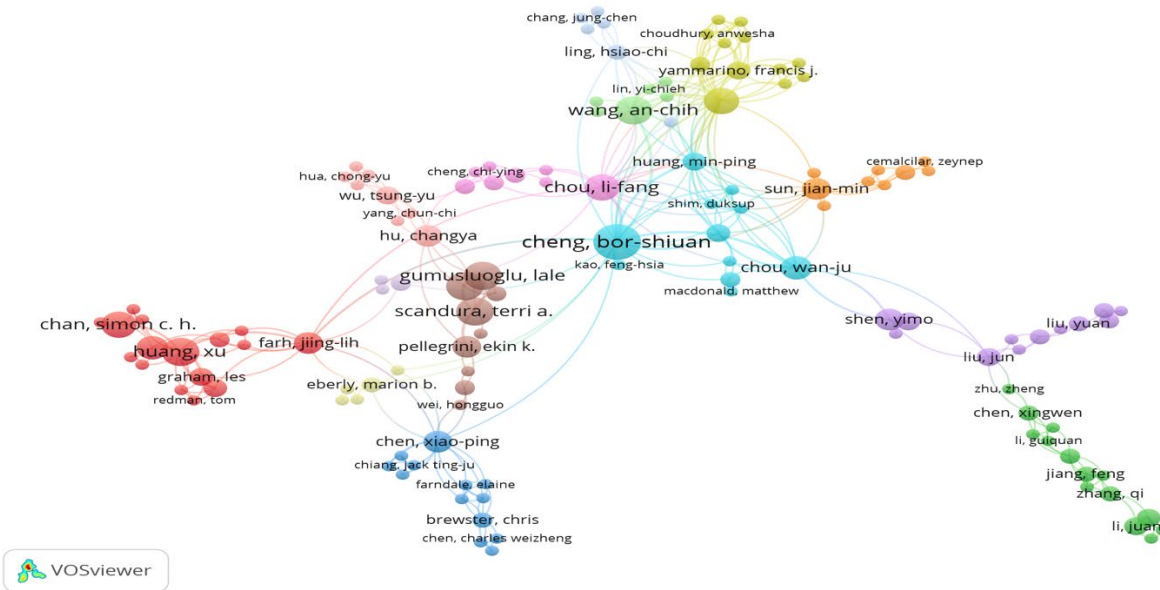 chang, jung-chen
choudhury, anwesha
ling, hsiao-chi
yammarino, francis j.
lin, yi-chieh
wang, an-chih
huang, min-ping
cemalcilar, zeynep
cheng, chi-ying
hua, chong-yu
chou, li-fang
sun, jian-min
wu, tsung-yu
shim, duksup
yang, chun-chi
hu, changya
cheng, bor-shiuan
kao, feng-hsia
chou, wan-ju
gumusluoglu, lale
macdonald, matthew
scandura, terri a.
chan, simon c. h.
shen, yimo
liu, yuan
farh, jiing-lih
pellegrini, ekin k.
huang, xu
liu, jun
graham, les
eberly, marion b.
zhu, zheng
redman, tom
wei, hongguo
chen, xingwen
chen, xiao-ping
li, guiquan
chiang, jack ting-ju
jiang, feng
farndale, elaine
zhang, qi
brewster, chris
li, juan
chen, charles weizheng
VOSviewer